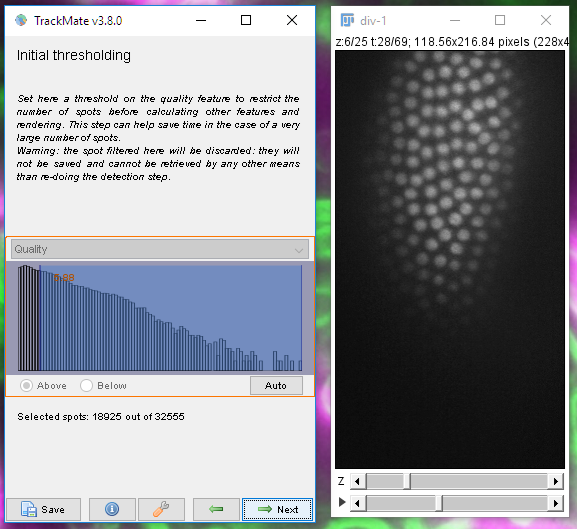 TrackMate v3.8.0
Initial thresholding
Set here a threshold on the quality feature to restrict the
number of spots before calculating other features and
rendering. This step can help save time in the case of a very
large number of spots.
Warning: the spot filtered here will be discarded: they will
not be saved and cannot be retrieved by any other means
than re-doing the detection step.
Quality
Above
Below
Auto
Selected spots: 18925 out of 32555
Save
Next
div-1
z:6/25 t:28/69; 118.56x216.84 pixels (228x4
Z